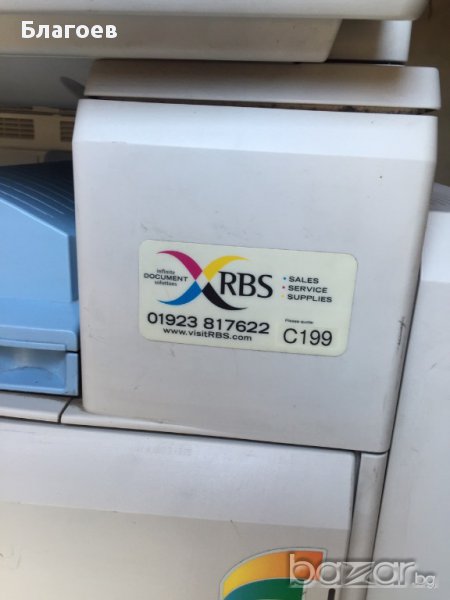 Благоев
infinite
DOCUMENT
solutions
RBS
SALES
SERVICE
SUPPLIES
01923 817622
www.visitRBS.com
Please quote
C199
bazar.bg